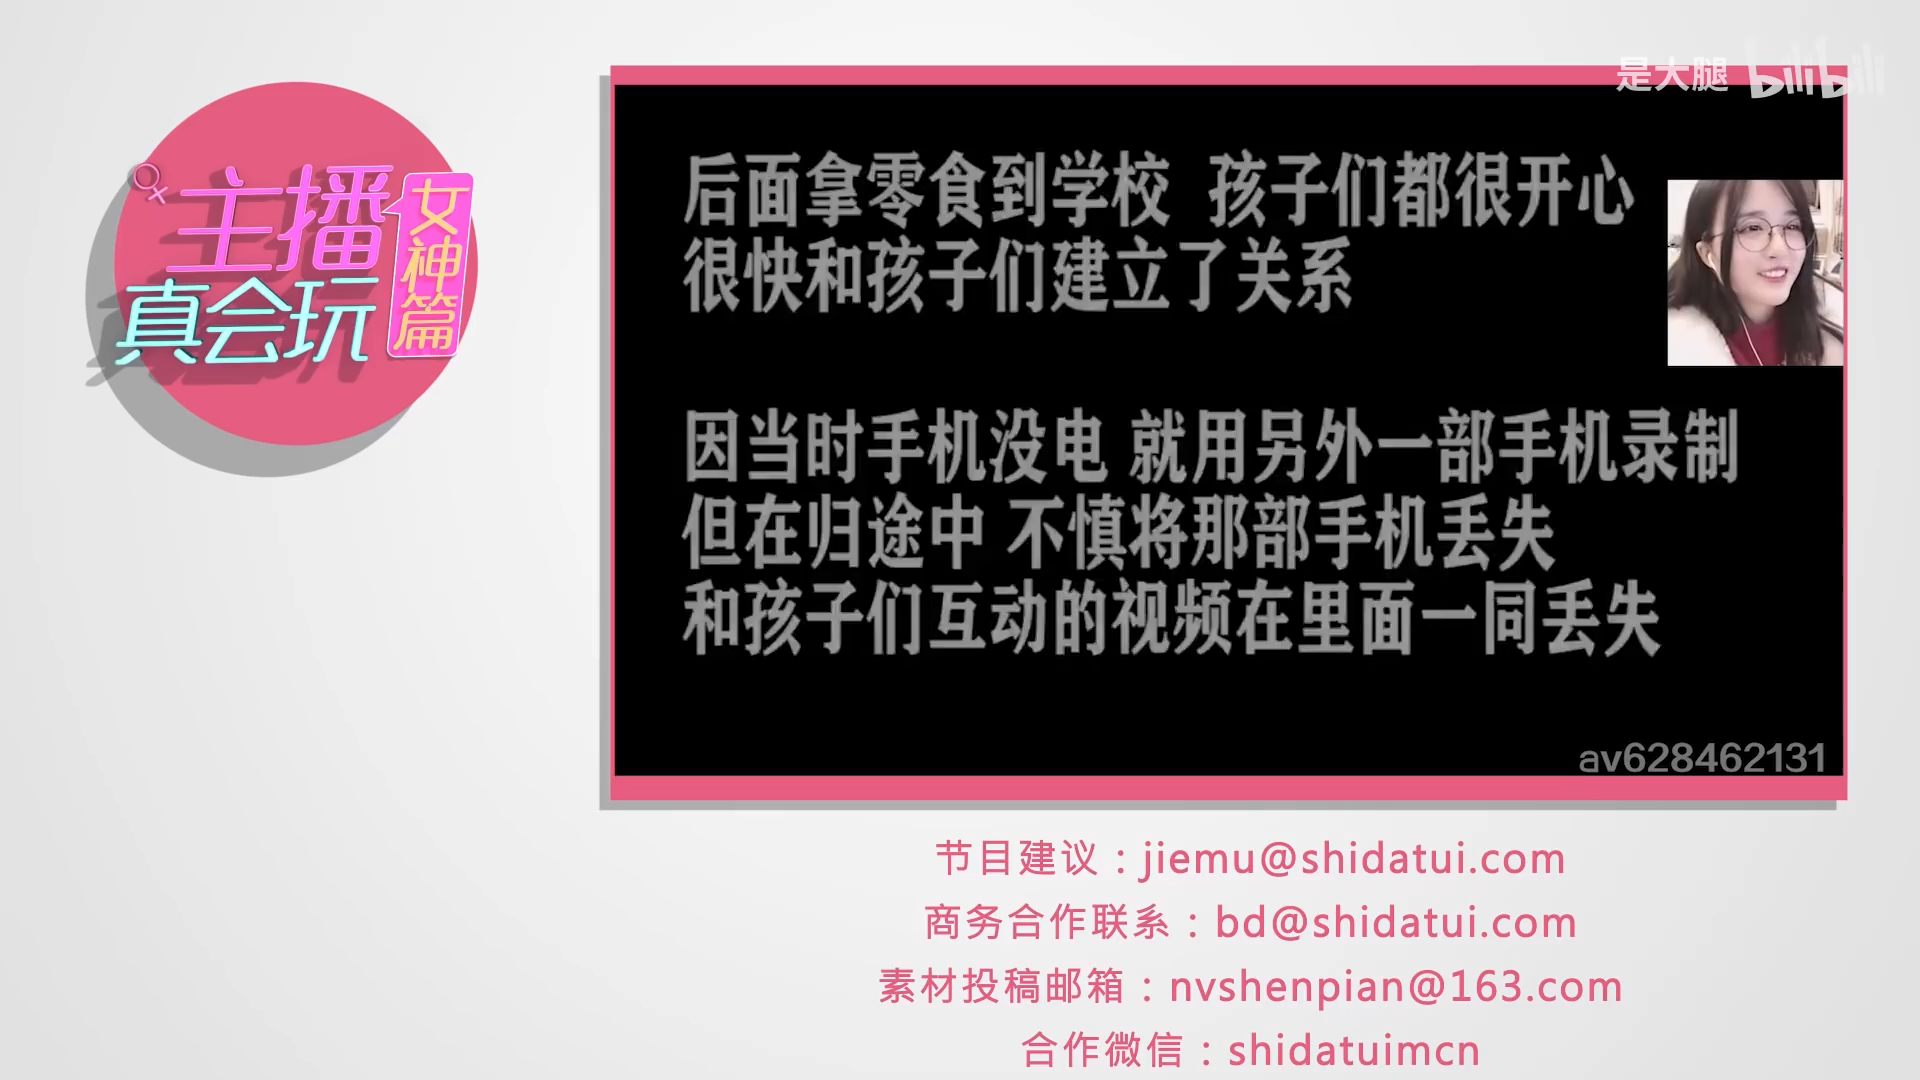 是大腿 bilibili
主播
真会玩
女神篇
后面拿零食到学校 孩子们都很开心
很快和孩子们建立了关系
因当时手机没电 就用另外一部手机录制
但在归途中 不慎将那部手机丢失
和孩子们互动的视频在里面一同丢失
av628462131
节目建议：jiemu@shidatui.com
商务合作联系：bd@shidatui.com
素材投稿邮箱：nvshenpian@163.com
合作微信：shidatuimcn